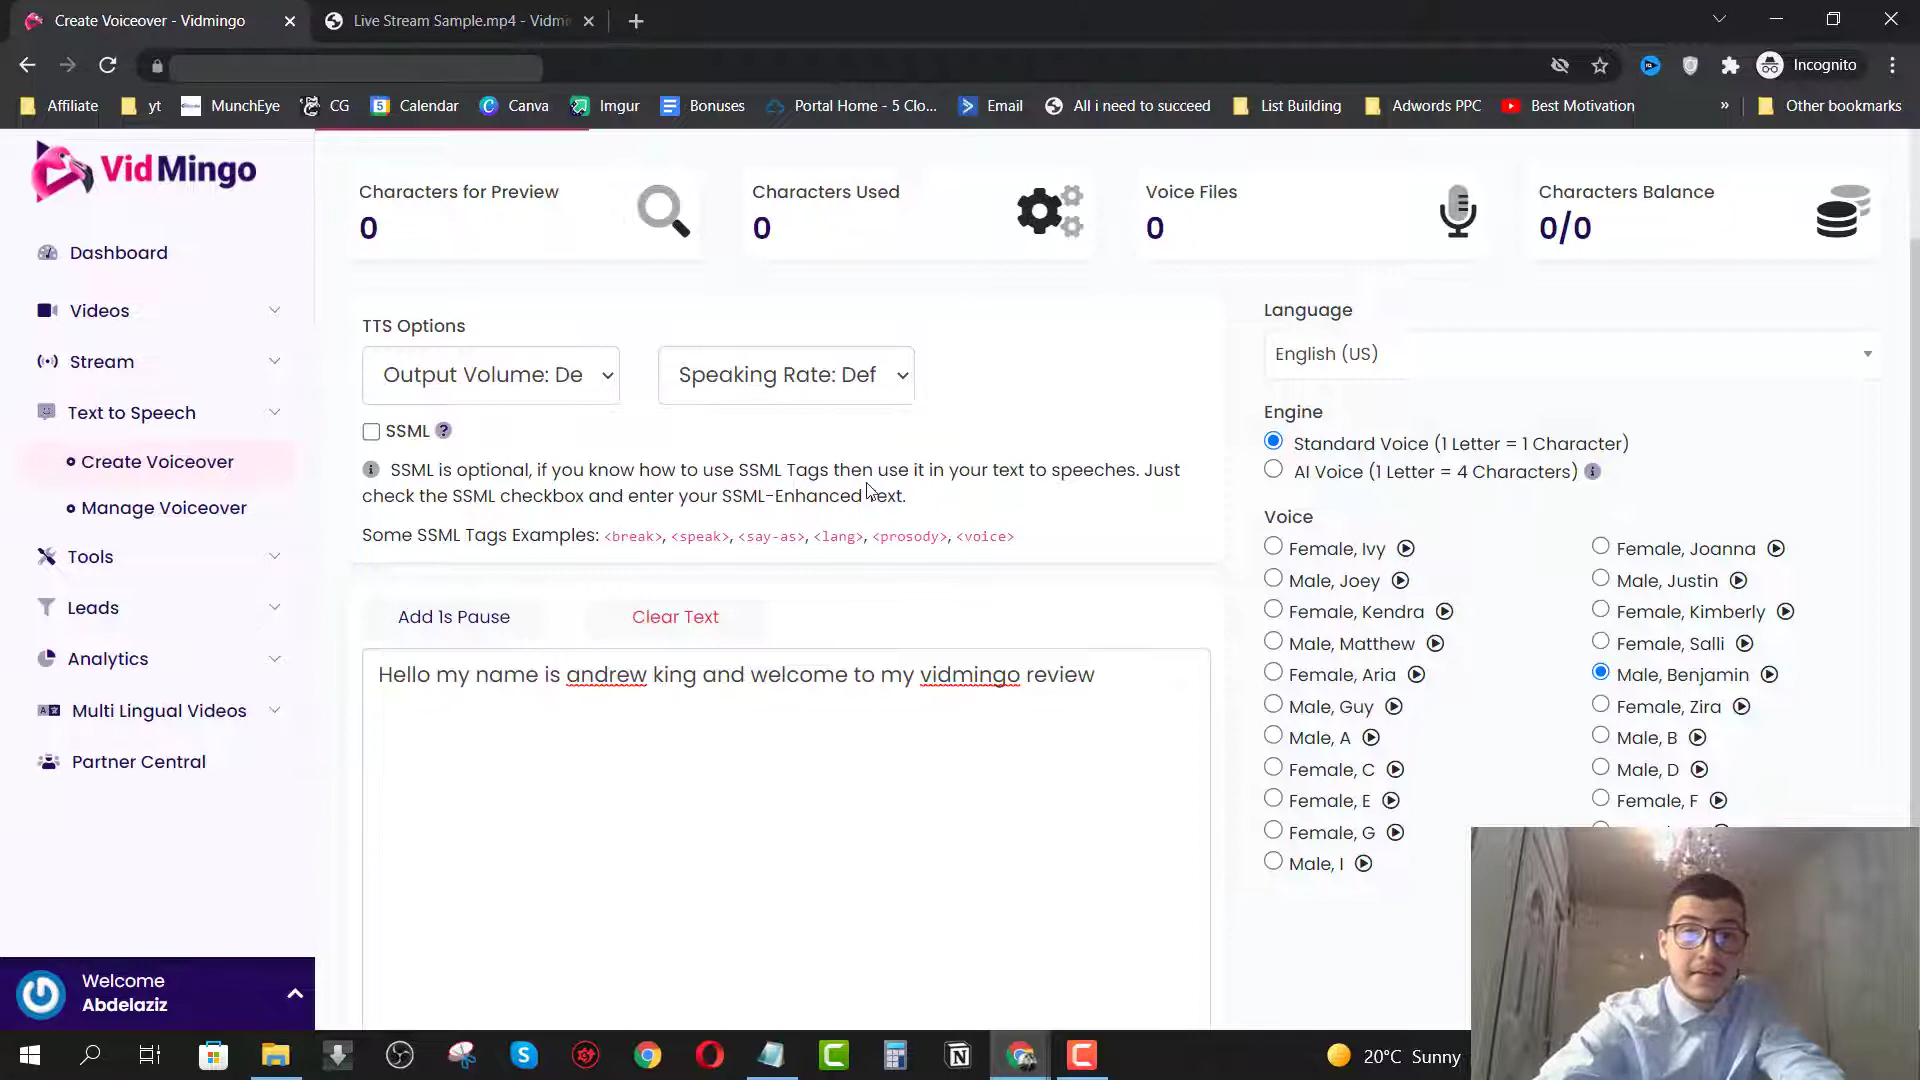 Create Voiceover - Vidmingo
Live Stream Sample.mp4 - Vidmi
Incognito
Affiliate
yt
MunchEye
CG
Calendar
Canva
Imgur
Bonuses
Portal Home - 5 Clo...
Email
All i need to succeed
List Building
Adwords PPC
Best Motivation
Other bookmarks
VidMingo
Dashboard
Videos
Stream
Text to Speech
Create Voiceover
Manage Voiceover
Tools
Leads
Analytics
Multi Lingual Videos
Partner Central
Welcome
Abdelaziz
Characters for Preview
0
Characters Used
0
Voice Files
0
Characters Balance
0/0
TTS Options
Output Volume: De
Speaking Rate: Def
SSML
SSML is optional, if you know how to use SSML Tags then use it in your text to speeches. Just
check the SSML checkbox and enter your SSML-Enhanced Text.
Some SSML Tags Examples: <break>, <speak>, <say-as>, <lang>, <prosody>, <voice>
Add 1s Pause
Clear Text
Hello my name is andrew king and welcome to my vidmingo review
Language
English (US)
Engine
Standard Voice (1 Letter = 1 Character)
AI Voice (1 Letter = 4 Characters)
Voice
Female, Ivy
Female, Joanna
Male, Joey
Male, Justin
Female, Kendra
Female, Kimberly
Male, Matthew
Female, Salli
Female, Aria
Male, Benjamin
Male, Guy
Female, Zira
Male, A
Male, B
Female, C
Male, D
Female, E
Female, F
Female, G
Male, I
20°C Sunny